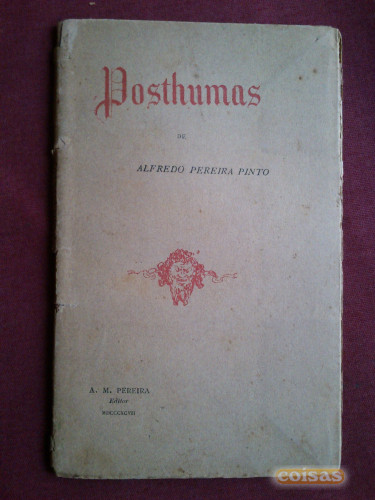 Posthumas
DE
ALFREDO PEREIRA PINTO
A. M. PEREIRA
Editor
coisas